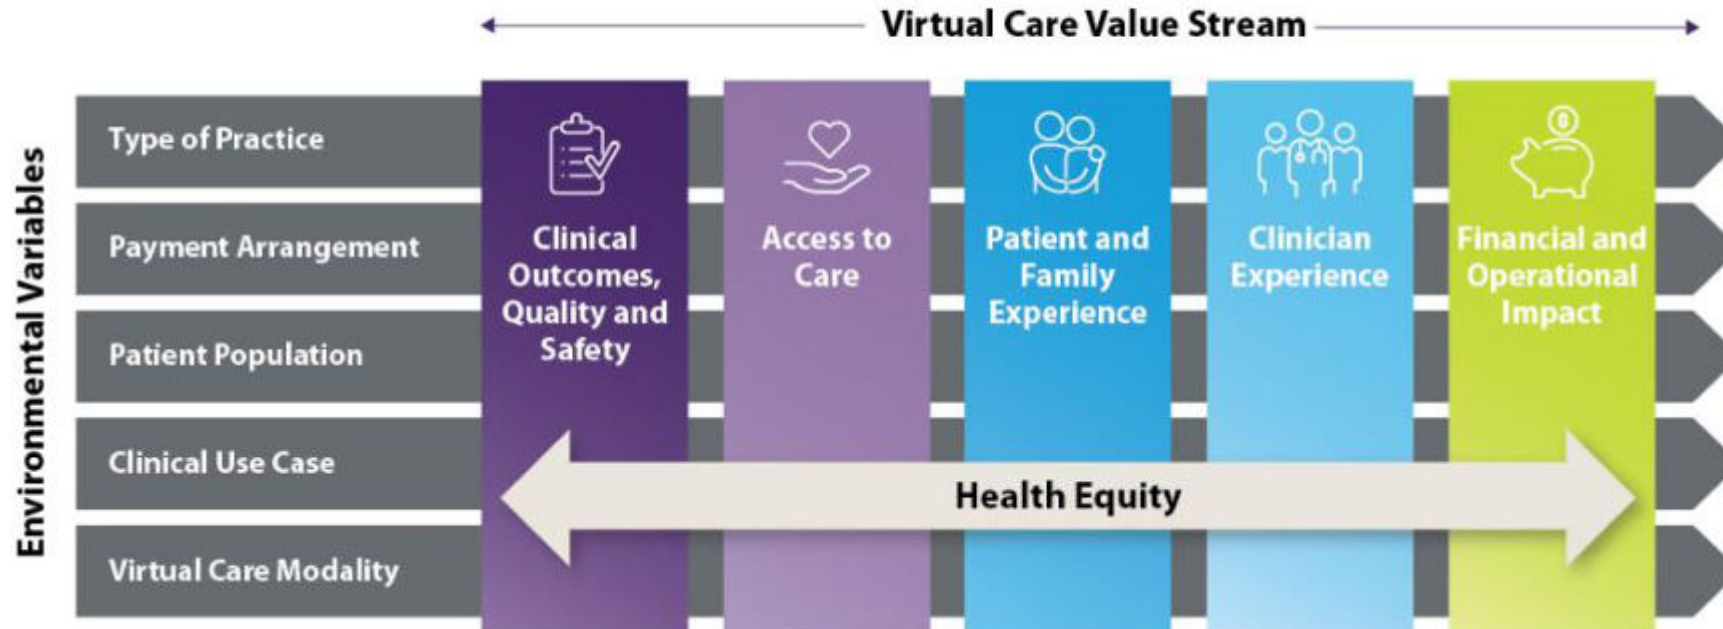 Virtual Care Value Stream
Environmental Variables
Type of Practice
Payment Arrangement
Patient Population
Clinical Use Case
Virtual Care Modality
Clinical
Outcomes,
Quality and
Safety
Access to
Care
Patient and
Family
Experience
Clinician
Experience
Financial and
Operational
Impact
Health Equity